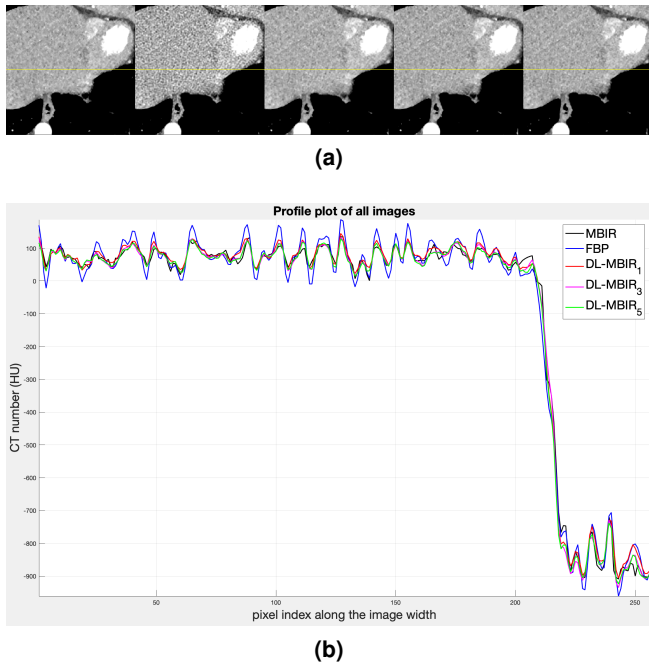 (a)
Profile plot of all images
MBIR
FBP
DL-MBIR1
DL-MBIR3
DL-MBIR5
CT number (HU)
100
0
-100
-200
-300
-400
-500
-600
-700
-800
-900
50
100
150
200
250
pixel index along the image width
(b)